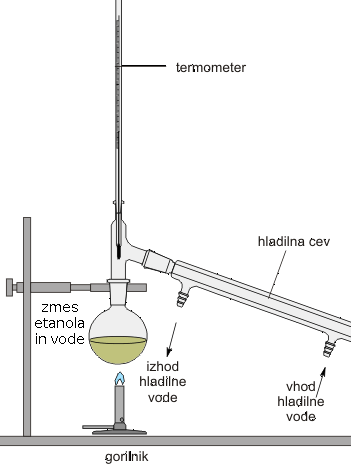 termometer
hladilna cev
zmes
etanola
in vode
izhod
hladilne
vode
vhod
hladilne
vode
gorilnik